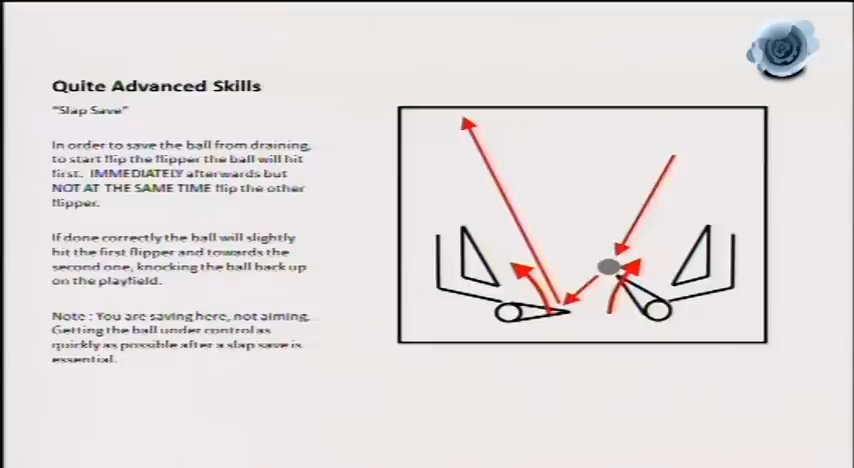 Quite Advanced Skills
"Slap Save"
In order to save the ball from draining,
to start flip the flipper the ball will hit
first. IMMEDIATELY afterwards but
NOT AT THE SAME TIME flip the other
flipper.
If done correctly the ball will slightly
hit the first flipper and towards the
second one, knocking the ball back up
on the playfield.
Note : You are saving here, not aiming.
Getting the ball under control as
quickly as possible after a slap save is
essential.